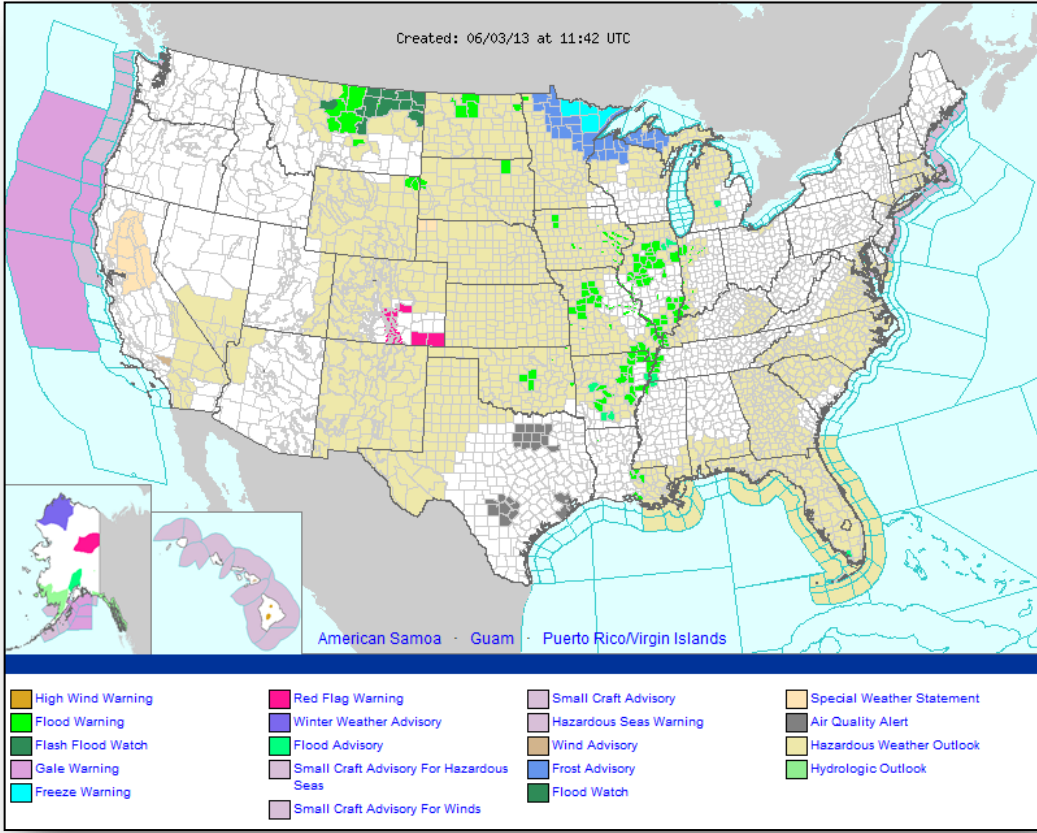 Created: 06/03/13 at 11:42 UTC
American Samoa · Guam · Puerto Rico/Virgin Islands
High Wind Warning
Flood Warning
Flash Flood Watch
Gale Warning
Freeze Warning
Red Flag Warning
Winter Weather Advisory
Flood Advisory
Small Craft Advisory For Hazardous
Seas
Small Craft Advisory For Winds
Small Craft Advisory
Hazardous Seas Warning
Wind Advisory
Frost Advisory
Flood Watch
Special Weather Statement
Air Quality Alert
Hazardous Weather Outlook
Hydrologic Outlook